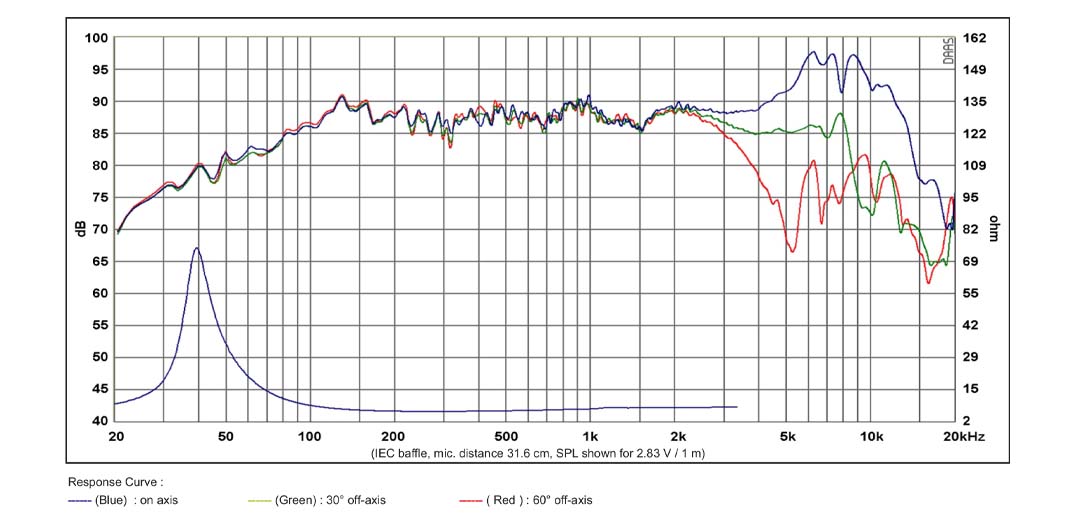 100 162
DAAS
95 149
90 135
85 122
80 109
75 95
dB 70 82 ohm
65 69
60 55
55 42
50 29
45 15
40 2
20 50 100 200 500 1k 2k 5k 10k 20kHz
(IEC baffle, mic. distance 31.6 cm, SPL shown for 2.83 V / 1 m)
Response Curve :
(Blue) : on axis (Green) : 30° off-axis ( Red ) : 60° off-axis